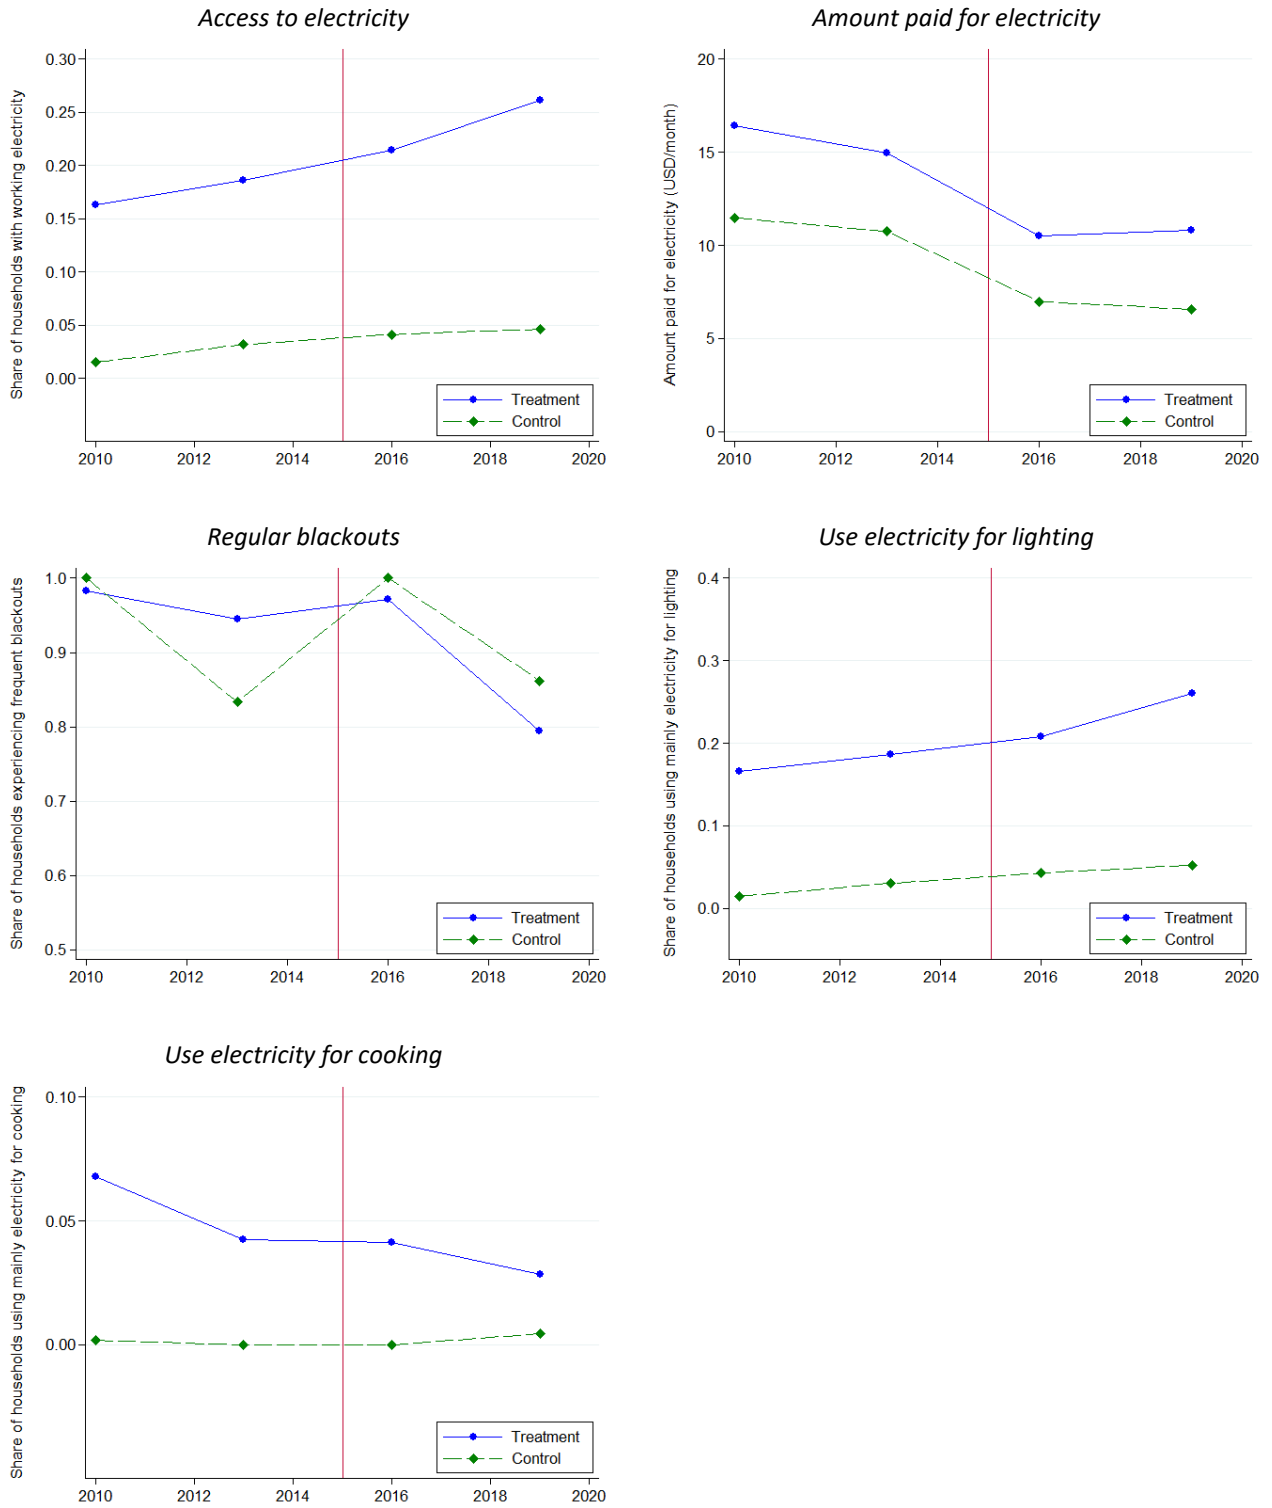 Access to electricity
Share of households with working electricity
0.30
0.25
0.20
0.15
0.10
0.05
0.00
Treatment
Control
2010 2012 2014 2016 2018 2020
Amount paid for electricity
Amount paid for electricity (USD/month)
20
15
10
5
0
Treatment
Control
2010 2012 2014 2016 2018 2020
Regular blackouts
Share of households experiencing frequent blackouts
1.0
0.9
0.8
0.7
0.6
0.5
Treatment
Control
2010 2012 2014 2016 2018 2020
Use electricity for lighting
Share of households using mainly electricity for lighting
0.4
0.3
0.2
0.1
0.0
Treatment
Control
2010 2012 2014 2016 2018 2020
Use electricity for cooking
Share of households using mainly electricity for cooking
0.10
0.05
0.00
Treatment
Control
2010 2012 2014 2016 2018 2020